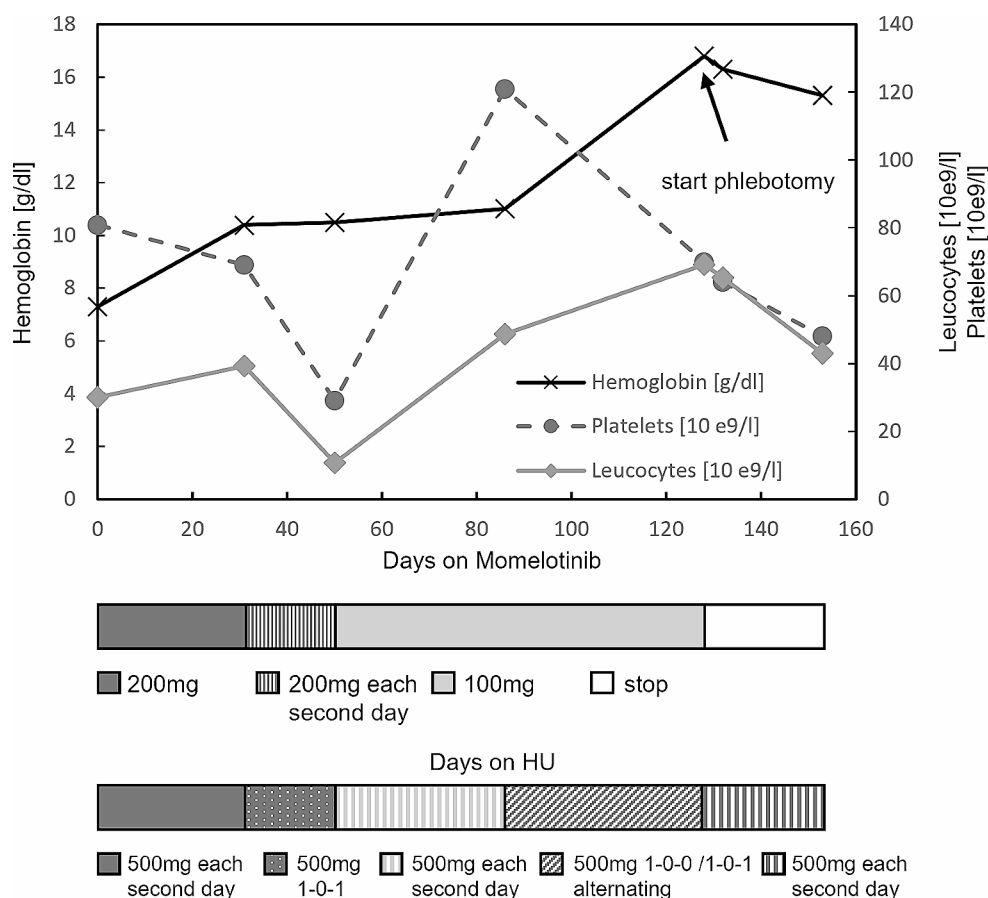 18
16
14
12
10
8
6
4
2
0
Hemoglobin [g/dl]
140
120
100
80
60
40
20
0
Leucocytes [10e9/l]
Platelets [10e9/l]
start phlebotomy
Hemoglobin [g/dl]
Platelets [10 e9/l]
Leucocytes [10 e9/l]
0 20 40 60 80 100 120 140 160
Days on Momelotinib
200mg
200mg each
second day
100mg
stop
Days on HU
500mg each
second day
500mg
1-0-1
500mg each
second day
500mg 1-0-0 /1-0-1
alternating
500mg each
second day